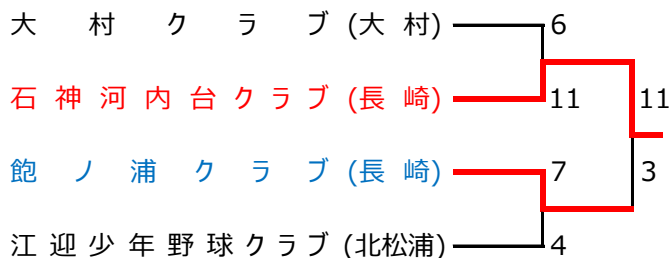 大村クラブ(大村) 6
石神河内台クラブ(長崎) 11 11
飽ノ浦クラブ(長崎) 7 3
江迎少年野球クラブ(北松浦) 4